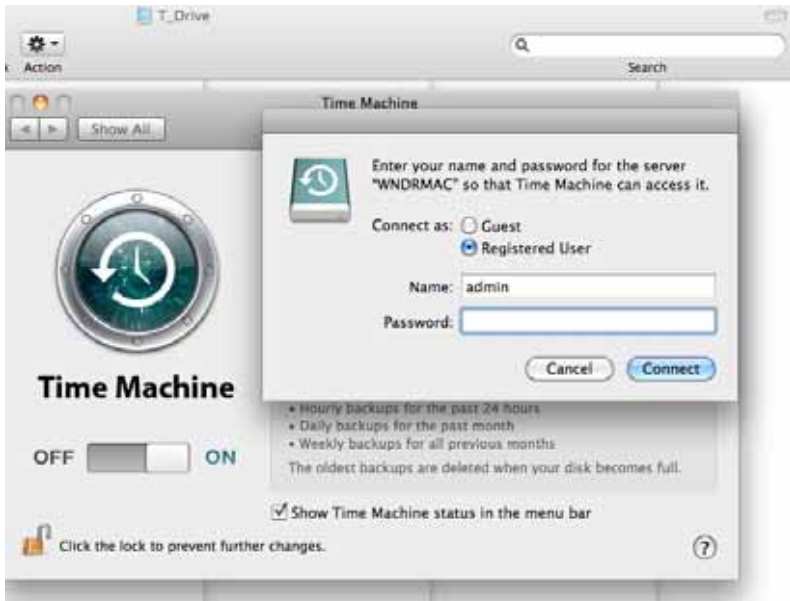 T_Drive
Action
Search
Time Machine
Show All
Enter your name and password for the server
"WNDRMAC" so that Time Machine can access it.
Connect as: Guest
Registered User
Name: admin
Password:
Cancel Connect
Time Machine
• Hourly backups for the past 24 hours
• Daily backups for the past month
• Weekly backups for all previous months
The oldest backups are deleted when your disk becomes full.
OFF ON
Show Time Machine status in the menu bar
Click the lock to prevent further changes.
?